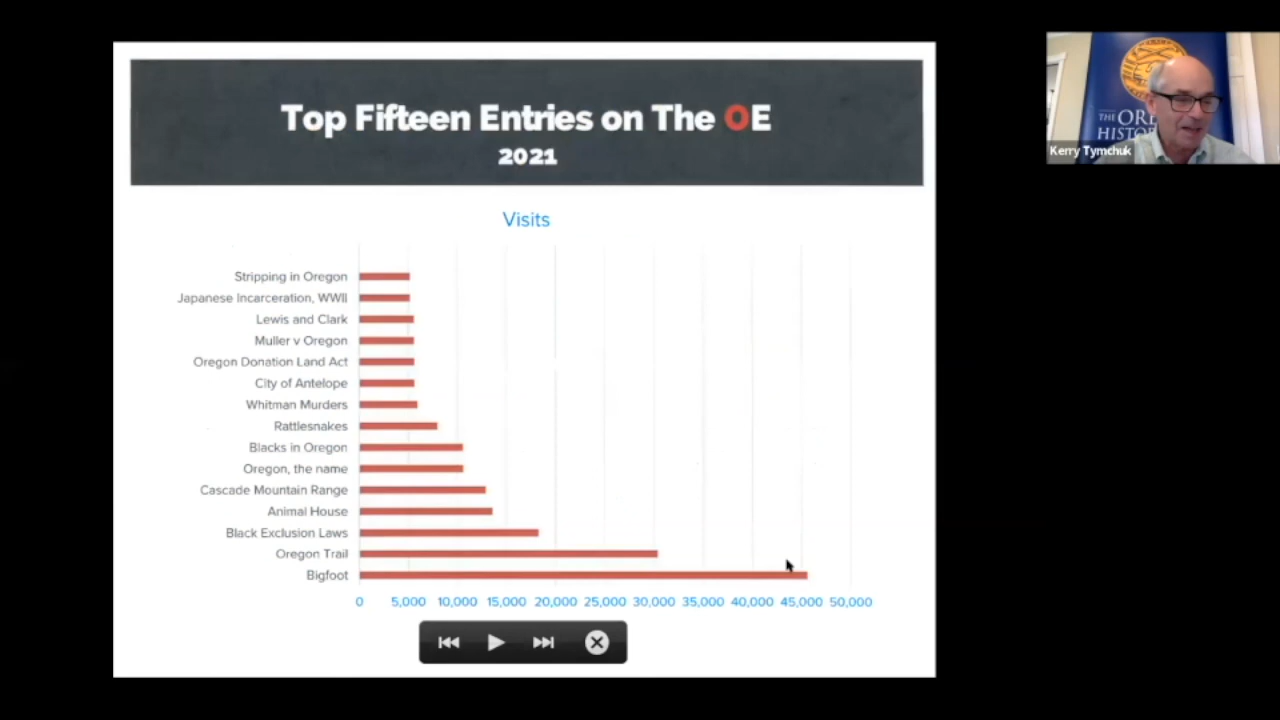 Top Fifteen Entries on The OE
2021
Visits
Stripping in Oregon
Japanese Incarceration, WWII
Lewis and Clark
Muller v Oregon
Oregon Donation Land Act
City of Antelope
Whitman Murders
Rattlesnakes
Blacks in Oregon
Oregon, the name
Cascade Mountain Range
Animal House
Black Exclusion Laws
Oregon Trail
Bigfoot
0 5,000 10,000 15,000 20,000 25,000 30,000 35,000 40,000 45,000 50,000
THE ORE
HISTO
Kerry Tymchuk